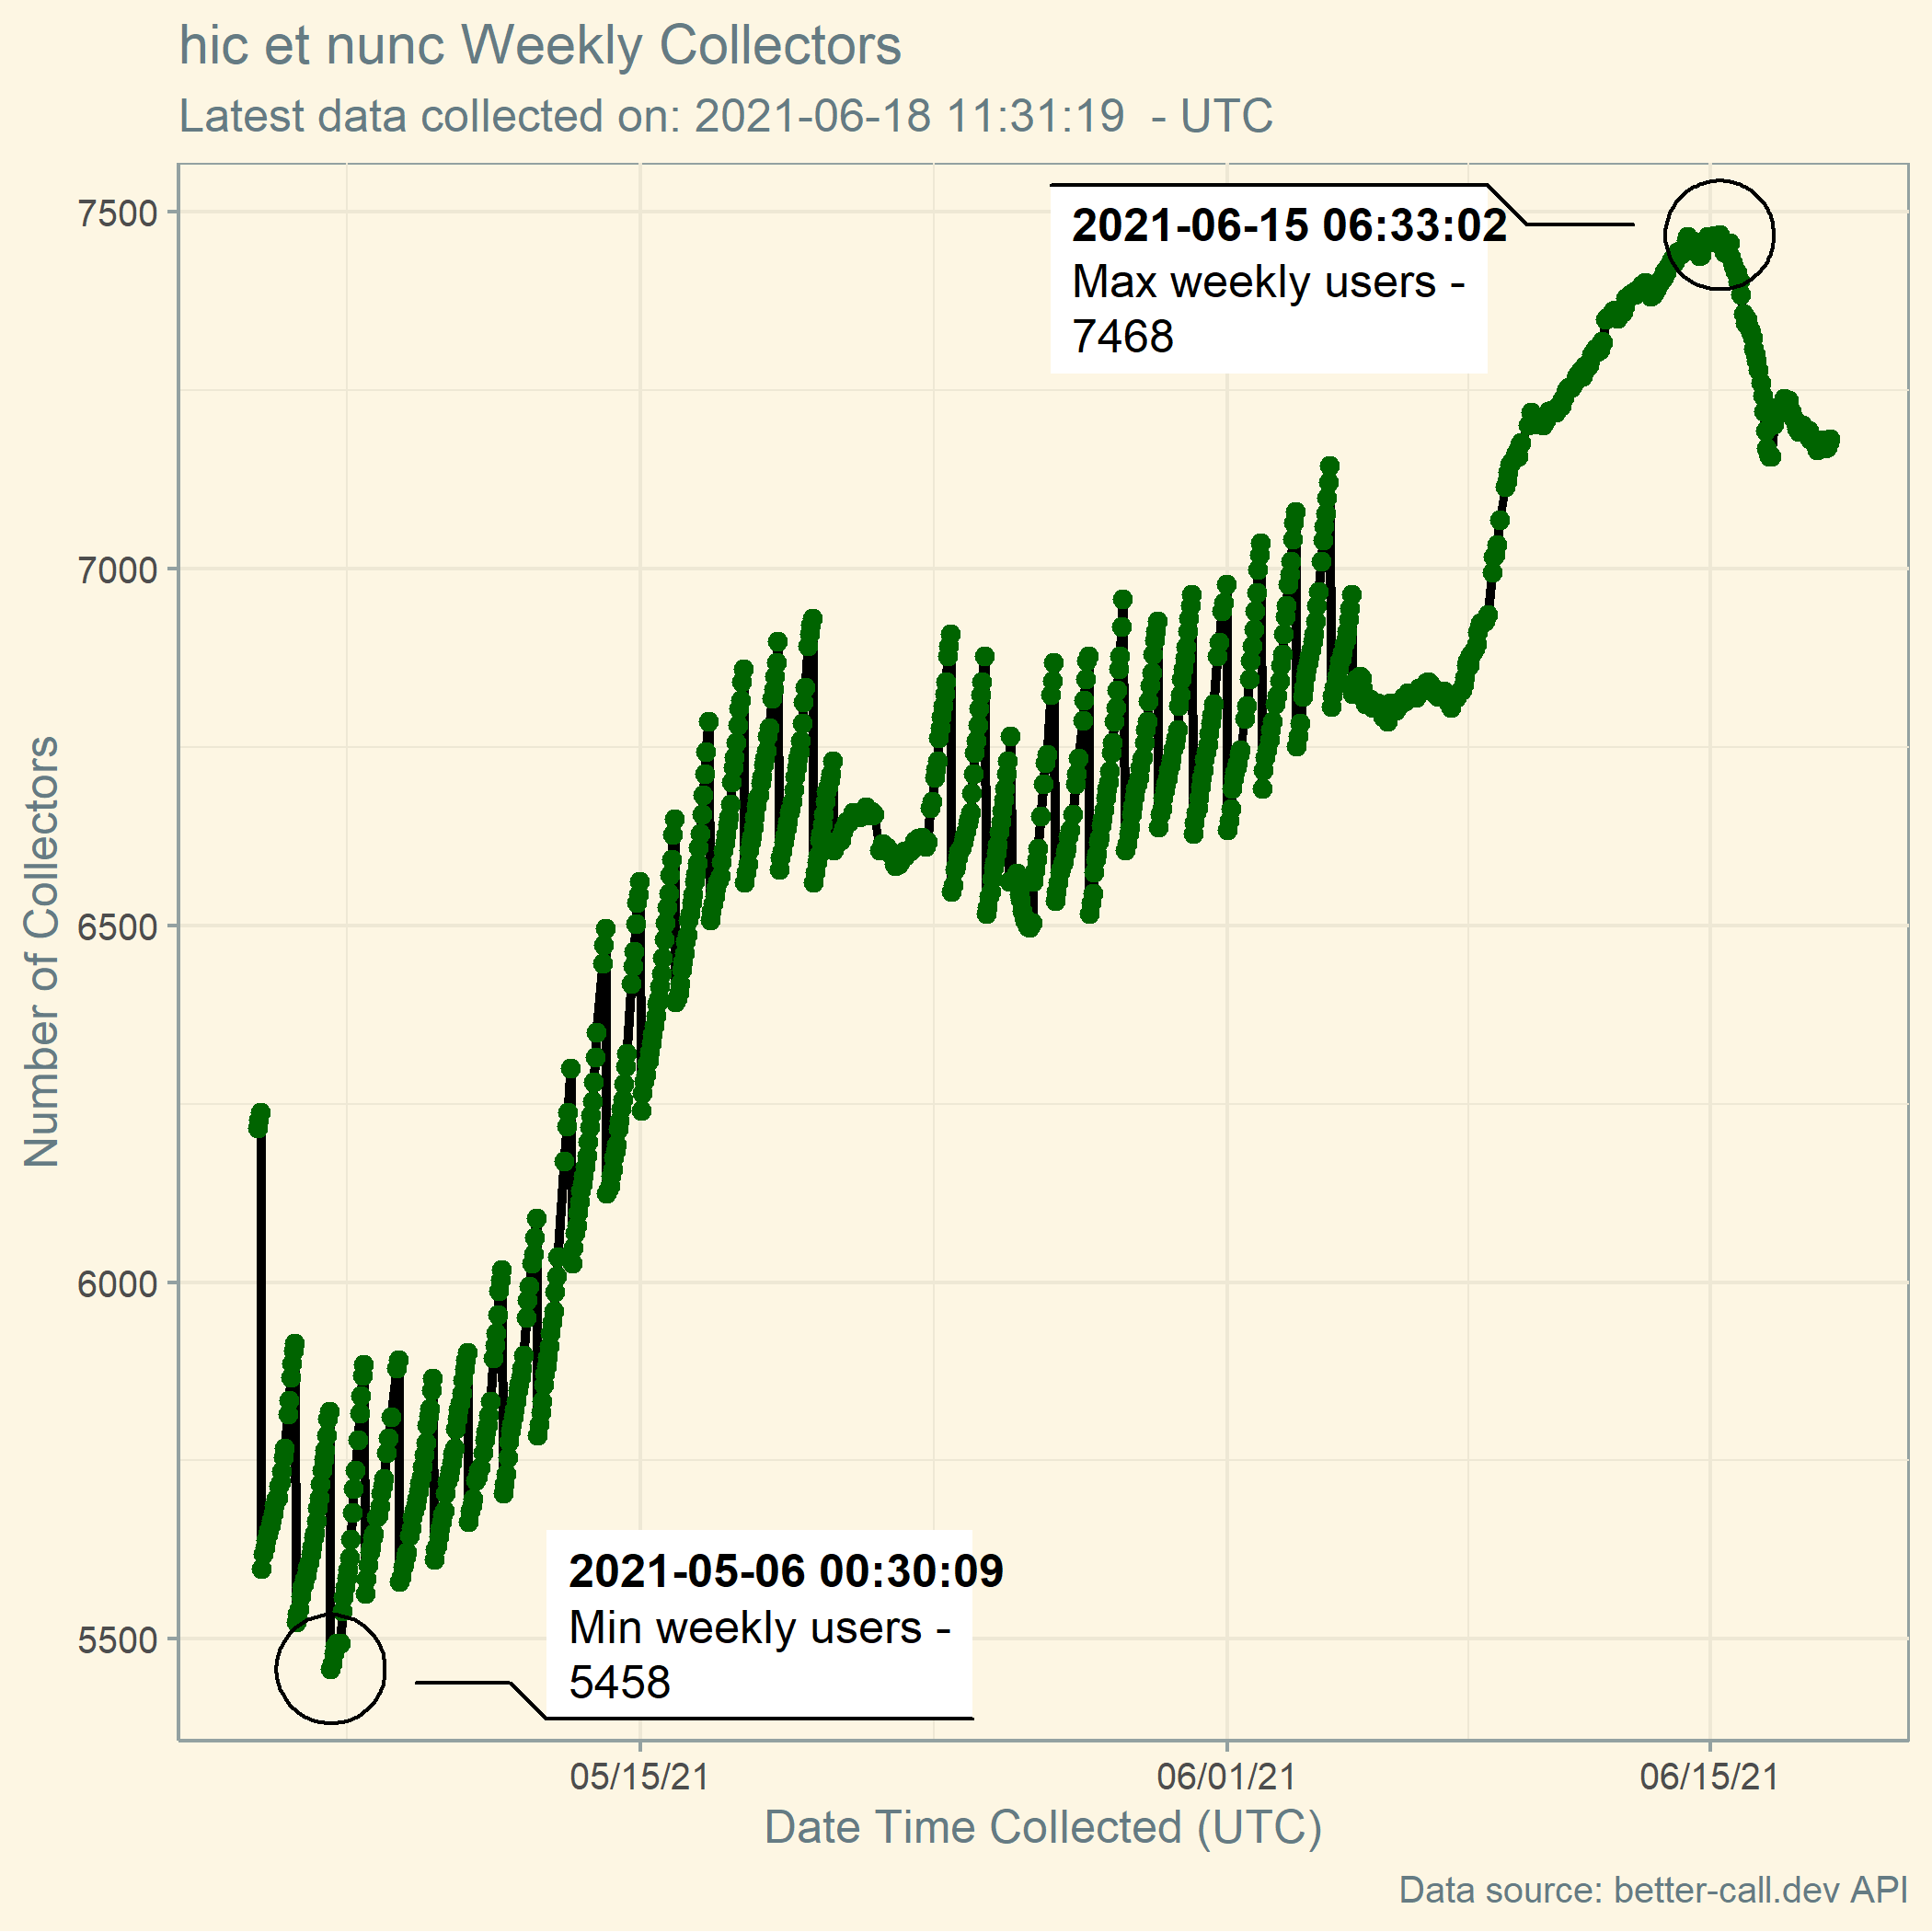 hic et nunc Weekly Collectors
Latest data collected on: 2021-06-18 11:31:19  - UTC
Number of Collectors
7500
7000
6500
6000
5500
2021-06-15 06:33:02
Max weekly users -
7468
2021-05-06 00:30:09
Min weekly users -
5458
05/15/21
06/01/21
06/15/21
Date Time Collected (UTC)
Data source: better-call.dev API